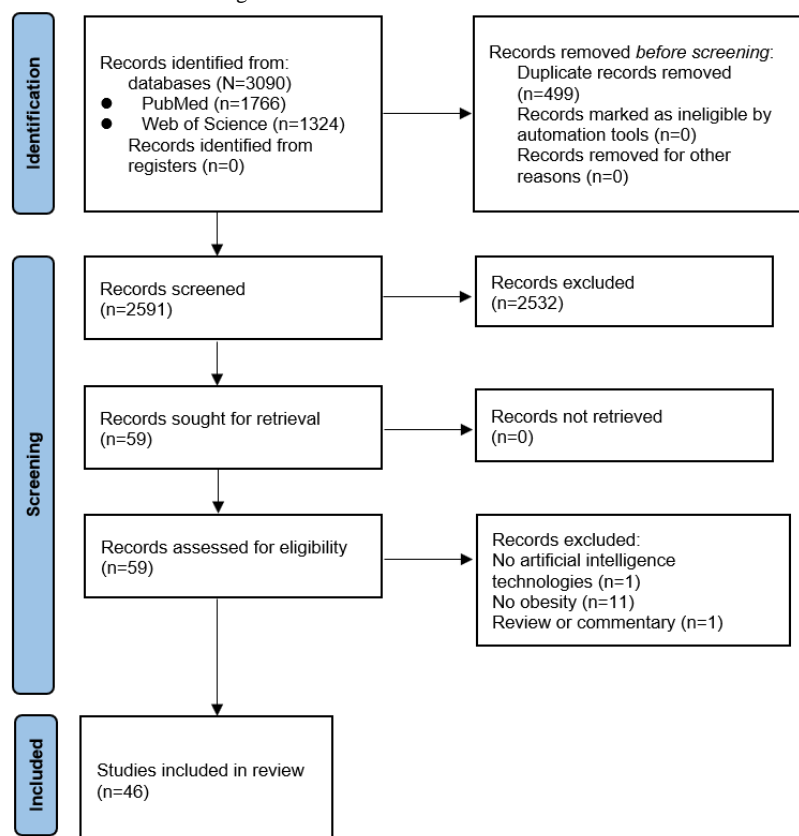 Identification
Records identified from:
databases (N=3090)
● PubMed (n=1766)
● Web of Science (n=1324)
Records identified from
registers (n=0)
Records removed before screening:
Duplicate records removed
(n=499)
Records marked as ineligible by
automation tools (n=0)
Records removed for other
reasons (n=0)
Screening
Records screened
(n=2591)
Records excluded
(n=2532)
Records sought for retrieval
(n=59)
Records not retrieved
(n=0)
Records assessed for eligibility
(n=59)
Records excluded:
No artificial intelligence
technologies (n=1)
No obesity (n=11)
Review or commentary (n=1)
Included
Studies included in review
(n=46)